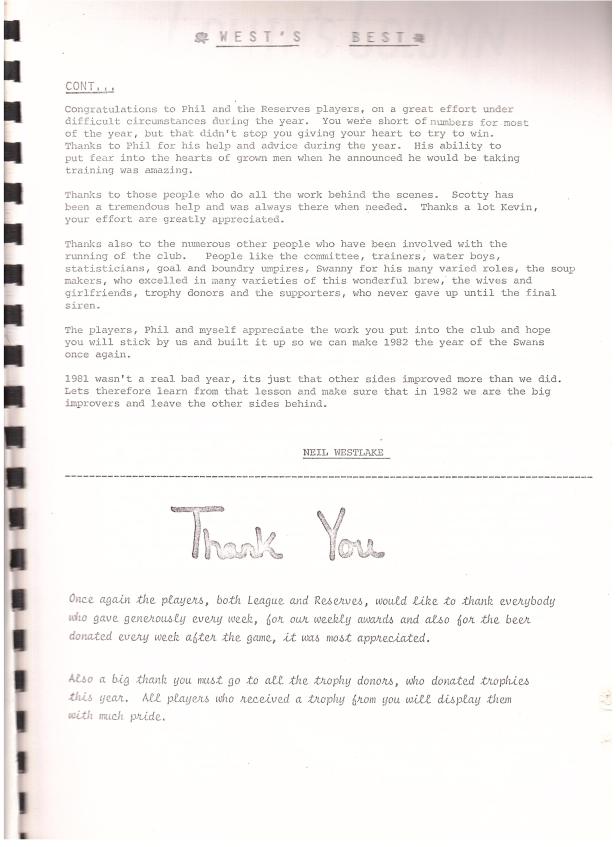 WEST'S BEST
CONT...
Congratulations to Phil and the Reserves players, on a great effort under
difficult circumstances during the year. You were short of numbers for most
of the year, but that didn't stop you giving your heart to try to win.
Thanks to Phil for his help and advice during the year. His ability to
put fear into the hearts of grown men when he announced he would be taking
training was amazing.
Thanks to those people who do all the work behind the scenes. Scotty has
been a tremendous help and was always there when needed. Thanks a lot Kevin,
your effort are greatly appreciated.
Thanks also to the numerous other people who have been involved with the
running of the club. People like the committee, trainers, water boys,
statisticians, goal and boundry umpires, Swanny for his many varied roles, the soup
makers, who excelled in many varieties of this wonderful brew, the wives and
girlfriends, trophy donors and the supporters, who never gave up until the final
siren.
The players, Phil and myself appreciate the work you put into the club and hope
you will stick by us and built it up so we can make 1982 the year of the Swans
once again.
1981 wasn't a real bad year, its just that other sides improved more than we did.
Lets therefore learn from that lesson and make sure that in 1982 we are the big
improvers and leave the other sides behind.
NEIL WESTLAKE
Thank You
Once again the players, both League and Reserves, would like to thank everybody
who gave generously every week, for our weekly awards and also for the beer
donated every week after the game, it was most appreciated.
Also a big thank you must go to all the trophy donors, who donated trophies
this year. All players who received a trophy from you will display them
with much pride.